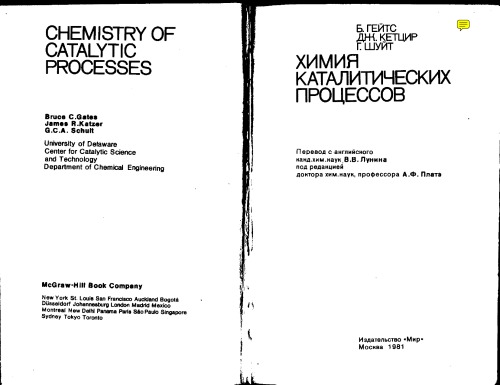 CHEMISTRY OF
CATALYTIC
PROCESSES
Bruce C.Gates
James R.Katzer
G.C.A. Schuit
University of Delaware
Center for Catalytic Science
and Technology
Department of Chemical Engineering
McGraw-Hill Book Company
New York St. Louis San Francisco Auckland Bogotá
Düsseldorf Johannesburg London Madrid Mexico
Montreal New Delhi Panama Paris São Paulo Singapore
Sydney Tokyo Toronto
Б. ГЕЙТС
ДЖ. КЕТЦИР
Г. ШУЙТ
ХИМИЯ
КАТАЛИТИЧЕСКИХ
ПРОЦЕССОВ
Перевод с английского
канд.хим.наук В.В. Лунина
под редакцией
доктора хим.наук, профессора А.Ф. Платэ
Издательство «Мир»
Москва 1981